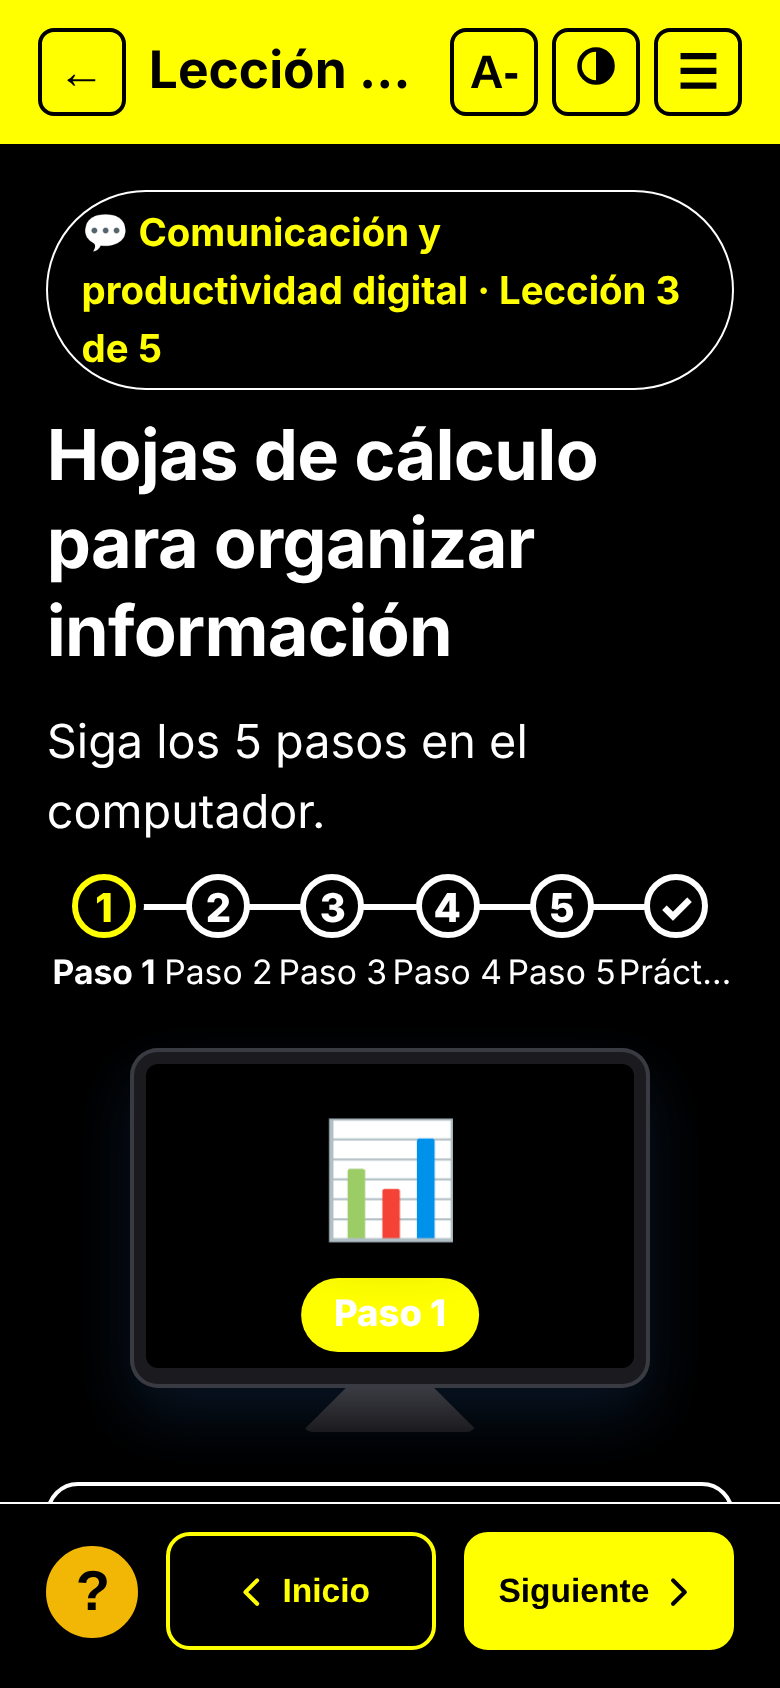 ← Lección ... A- ☰
💬 Comunicación y
productividad digital · Lección 3
de 5
Hojas de cálculo
para organizar
información
Siga los 5 pasos en el
computador.
1 2 3 4 5 ✓
Paso 1 Paso 2 Paso 3 Paso 4 Paso 5 Práct...
Paso 1
? Inicio Siguiente